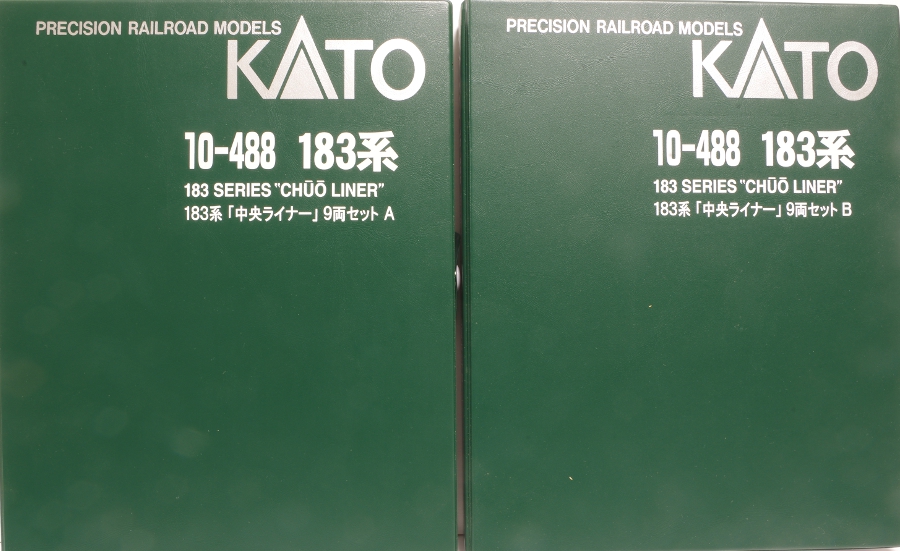 PRECISION RAILROAD MODELS
KATO
10-488 183系
183 SERIES "CHŪŌ LINER"
183系「中央ライナー」9両セット A
PRECISION RAILROAD MODELS
KATO
10-488 183系
183 SERIES "CHŪŌ LINER"
183系「中央ライナー」9両セット B